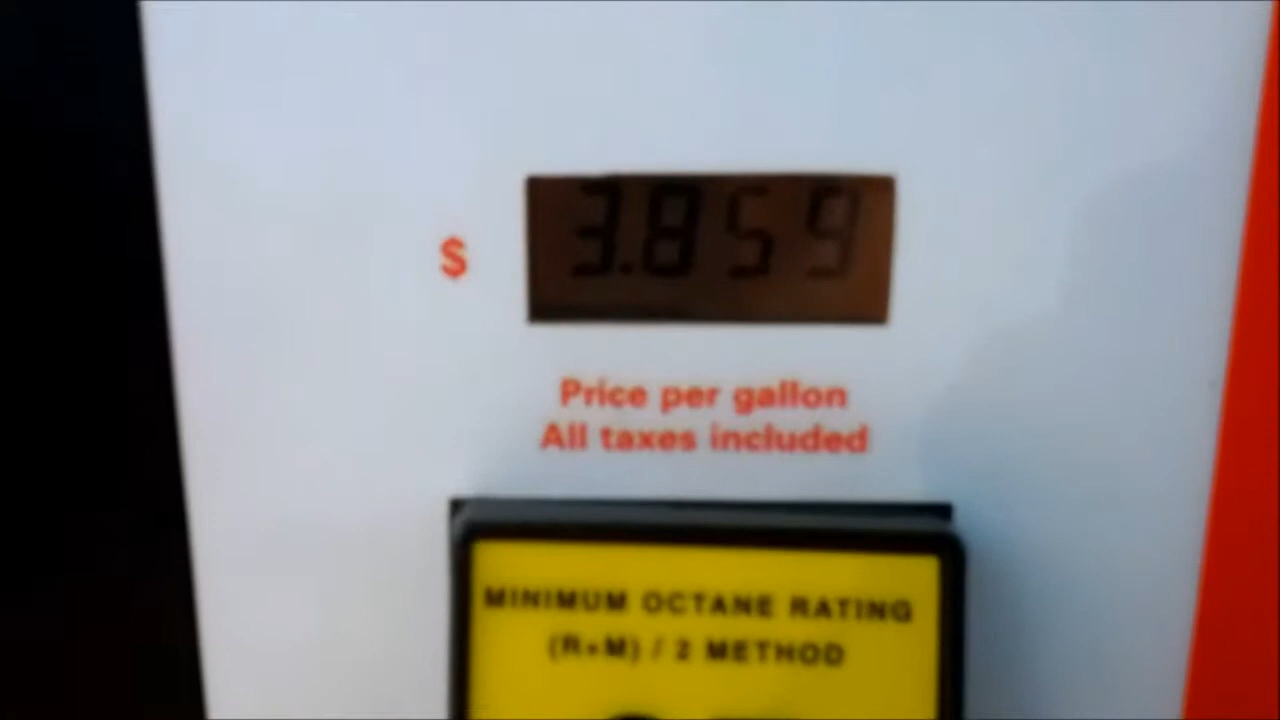 $ 3.859
Price per gallon
All taxes included
MINIMUM OCTANE RATING
(R+M) / 2 METHOD